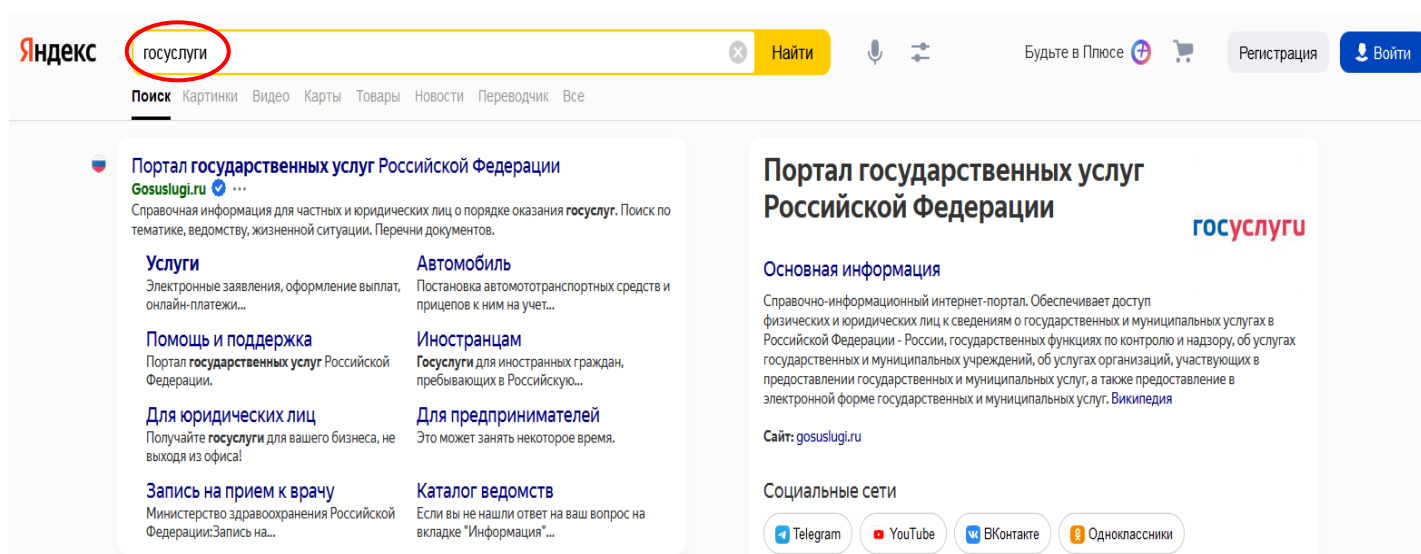 Яндекс
госуслуги
Найти
Будьте в Плюсе
Регистрация
Войти
Поиск Картинки Видео Карты Товары Новости Переводчик Все
Портал государственных услуг Российской Федерации
Gosuslugi.ru
Справочная информация для частных и юридических лиц о порядке оказания госуслуг. Поиск по
тематике, ведомству, жизненной ситуации. Перечни документов.
Услуги
Электронные заявления, оформление выплат,
онлайн-платежи...
Автомобиль
Постановка автомототранспортных средств и
прицепов к ним на учет...
Помощь и поддержка
Портал государственных услуг Российской
Федерации.
Иностранцам
Госуслуги для иностранных граждан,
пребывающих в Российскую...
Для юридических лиц
Получайте госуслуги для вашего бизнеса, не
выходя из офиса!
Для предпринимателей
Это может занять некоторое время.
Запись на прием к врачу
Министерство здравоохранения Российской
Федерации:Запись на...
Каталог ведомств
Если вы не нашли ответ на ваш вопрос на
вкладке "Информация"...
Портал государственных услуг
Российской Федерации
госуслуги
Основная информация
Справочно-информационный интернет-портал. Обеспечивает доступ
физических и юридических лиц к сведениям о государственных и муниципальных услугах в
Российской Федерации - России, государственных функциях по контролю и надзору, об услугах
государственных и муниципальных учреждений, об услугах организаций, участвующих в
предоставлении государственных и муниципальных услуг, а также предоставление в
электронной форме государственных и муниципальных услуг. Википедия
Сайт: gosuslugi.ru
Социальные сети
Telegram
YouTube
ВКонтакте
Одноклассники